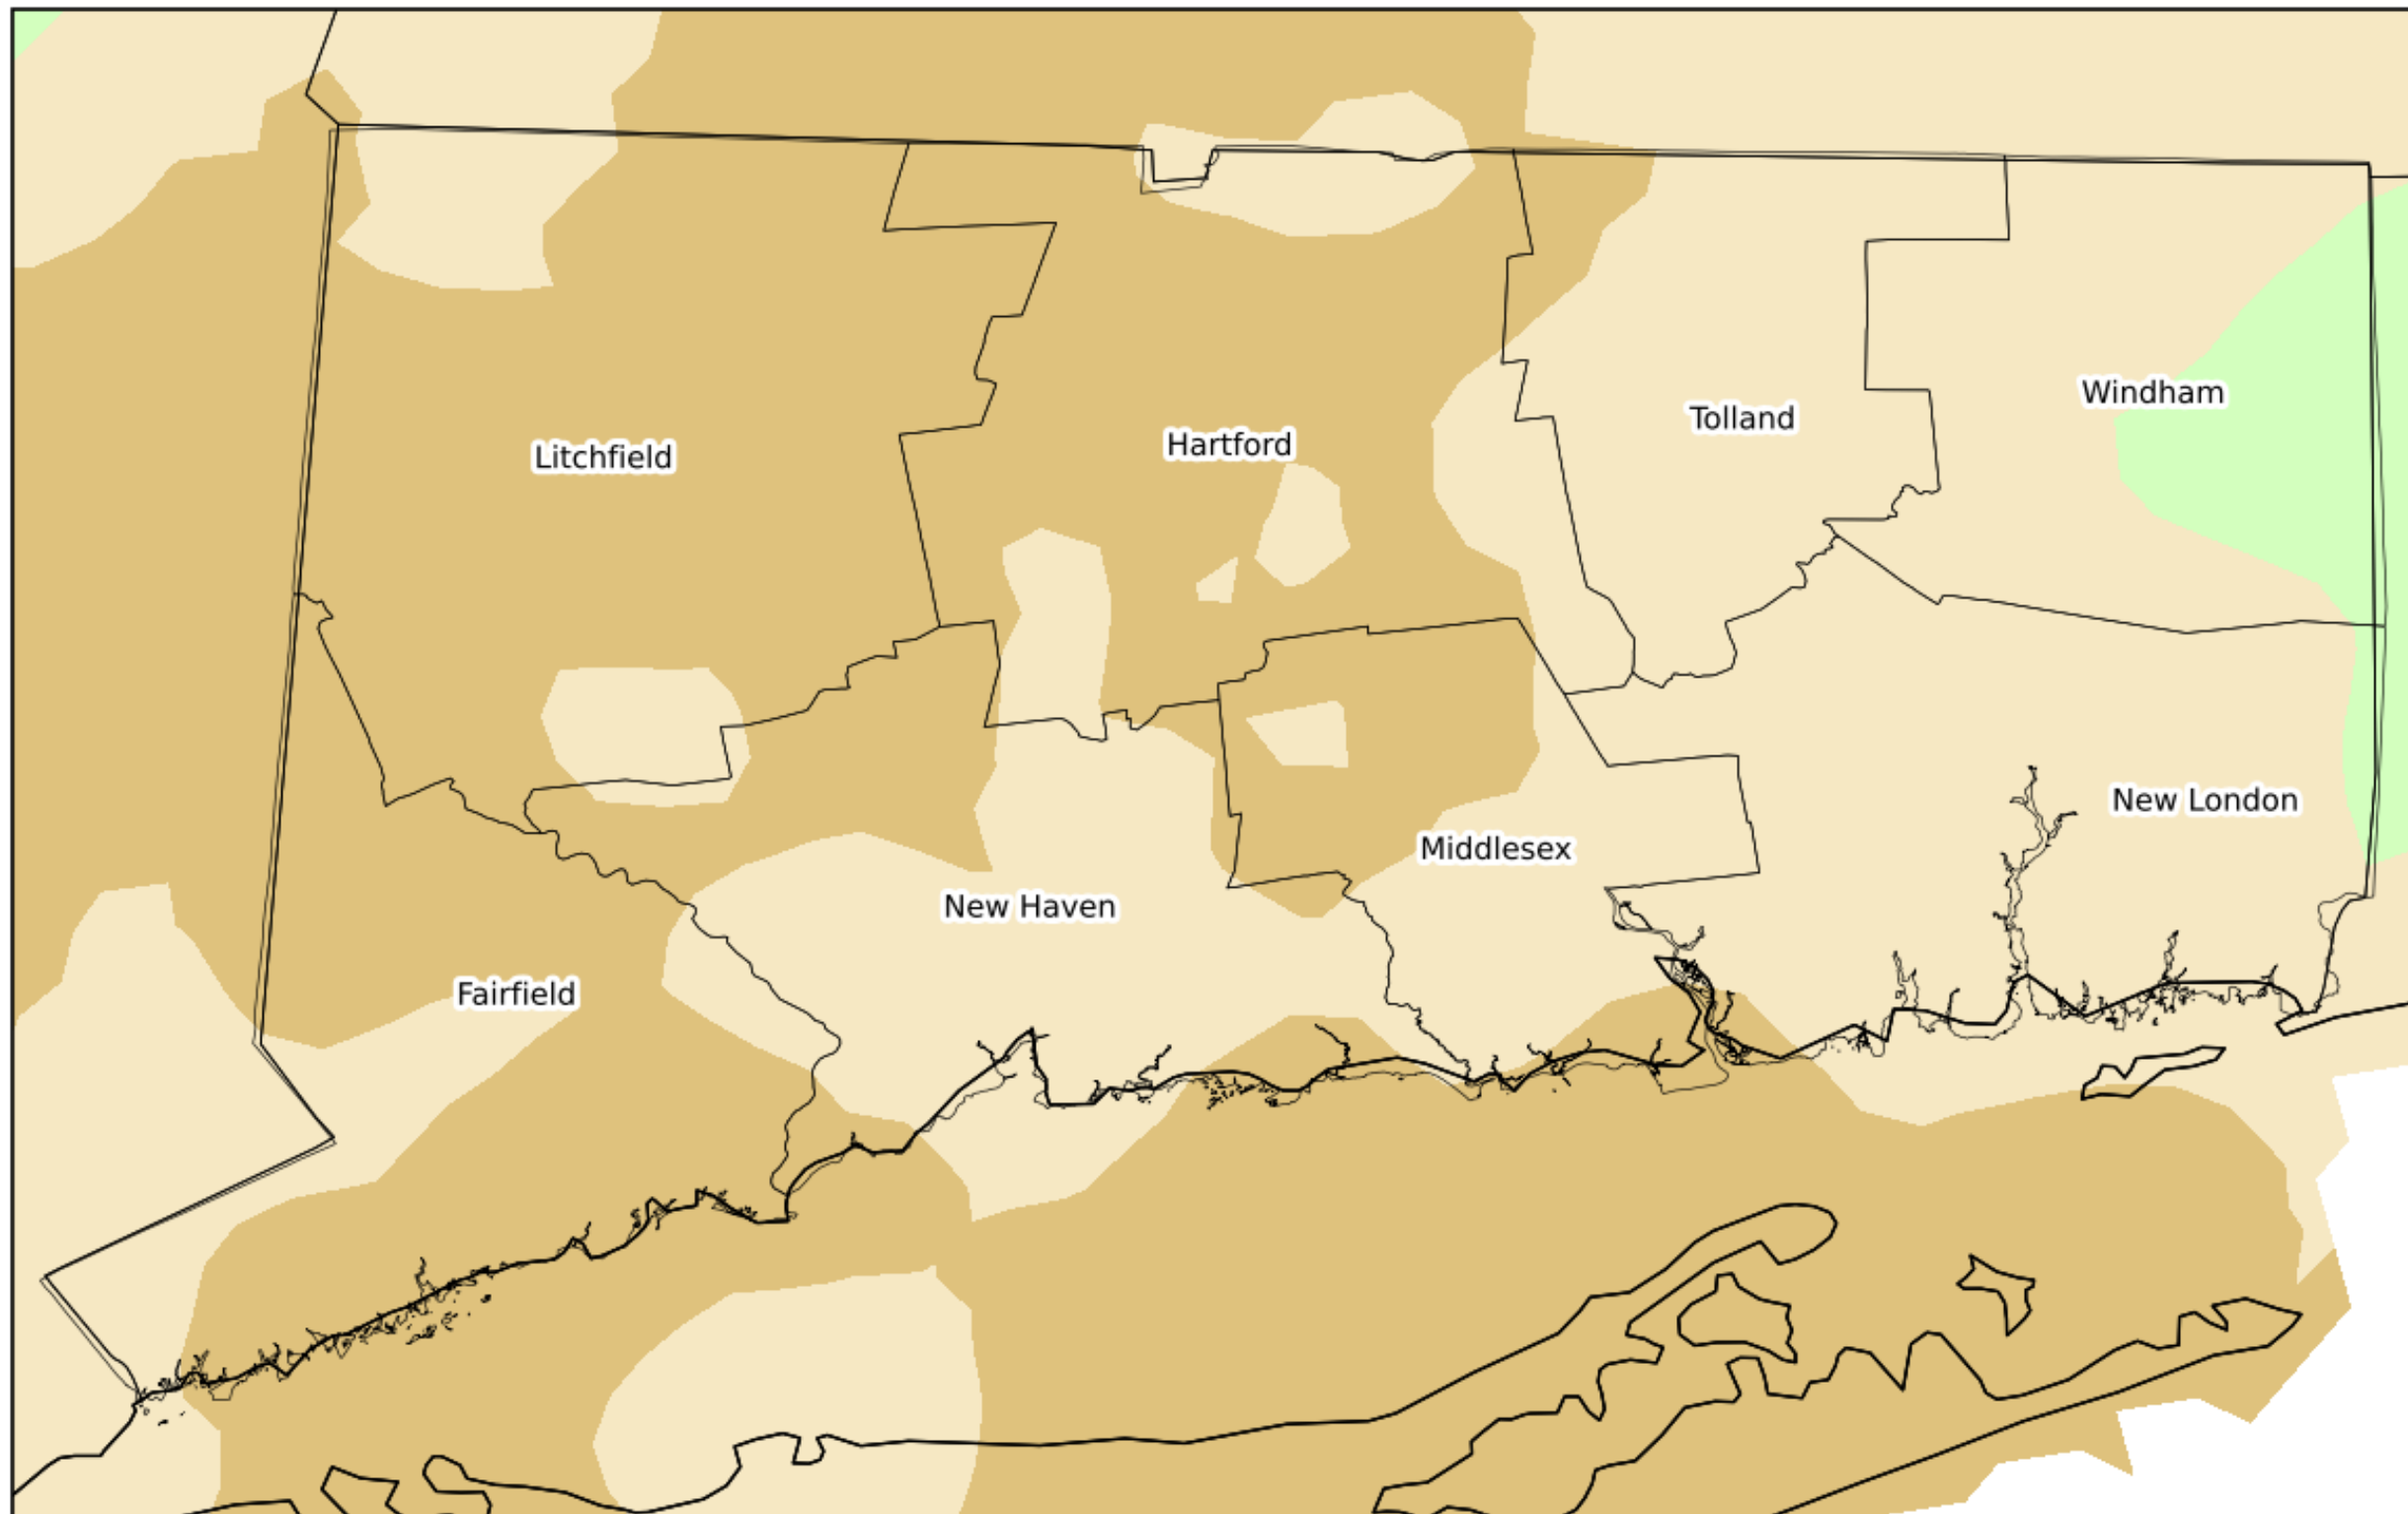 Windham
Tolland
Hartford
Litchfield
New London
Middlesex
New Haven
Fairfield